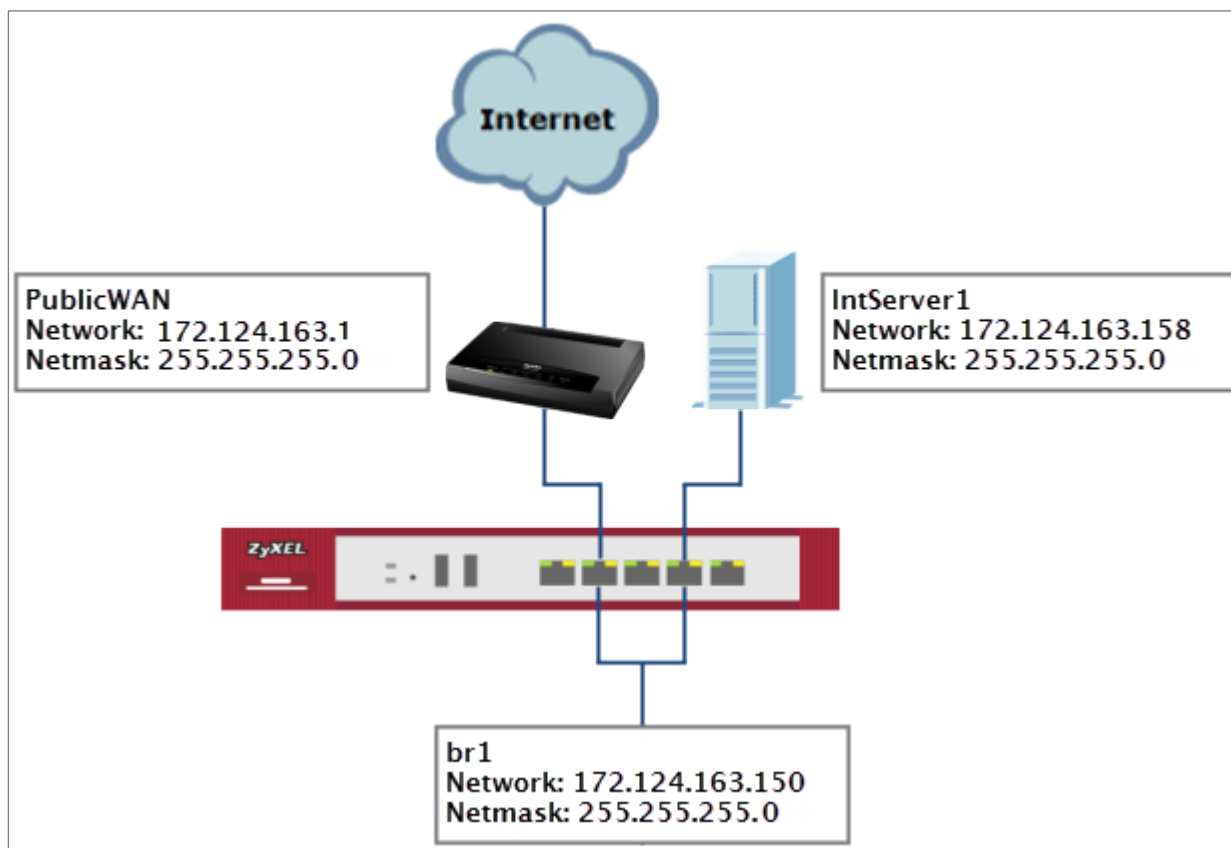 Internet
PublicWAN
Network: 172.124.163.1
Netmask: 255.255.255.0
IntServer1
Network: 172.124.163.158
Netmask: 255.255.255.0
ZyXEL
br1
Network: 172.124.163.150
Netmask: 255.255.255.0